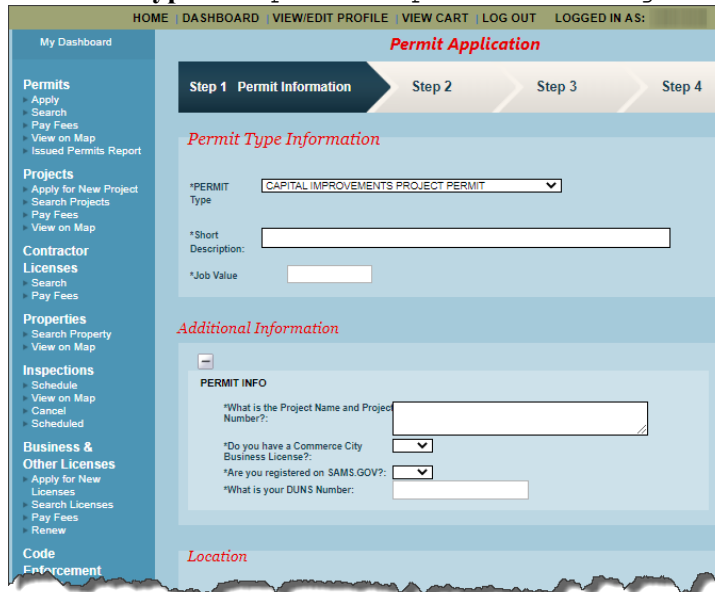 HOME | DASHBOARD | VIEW/EDIT PROFILE | VIEW CART | LOG OUT LOGGED IN AS:
My Dashboard
Permits
Apply
Search
Pay Fees
View on Map
Issued Permits Report
Projects
Apply for New Project
Search Projects
Pay Fees
View on Map
Contractor
Licenses
Search
Pay Fees
Properties
Search Property
View on Map
Inspections
Schedule
View on Map
Cancel
Scheduled
Business &
Other Licenses
Apply for New
Licenses
Search Licenses
Pay Fees
Renew
Code
Enforcement
Permit Application
Step 1 Permit Information Step 2 Step 3 Step 4
Permit Type Information
*PERMIT
Type
CAPITAL IMPROVEMENTS PROJECT PERMIT
*Short
Description:
*Job Value
Additional Information
PERMIT INFO
*What is the Project Name and Project
Number?:
*Do you have a Commerce City
Business License?:
*Are you registered on SAMS.GOV?:
*What is your DUNS Number:
Location